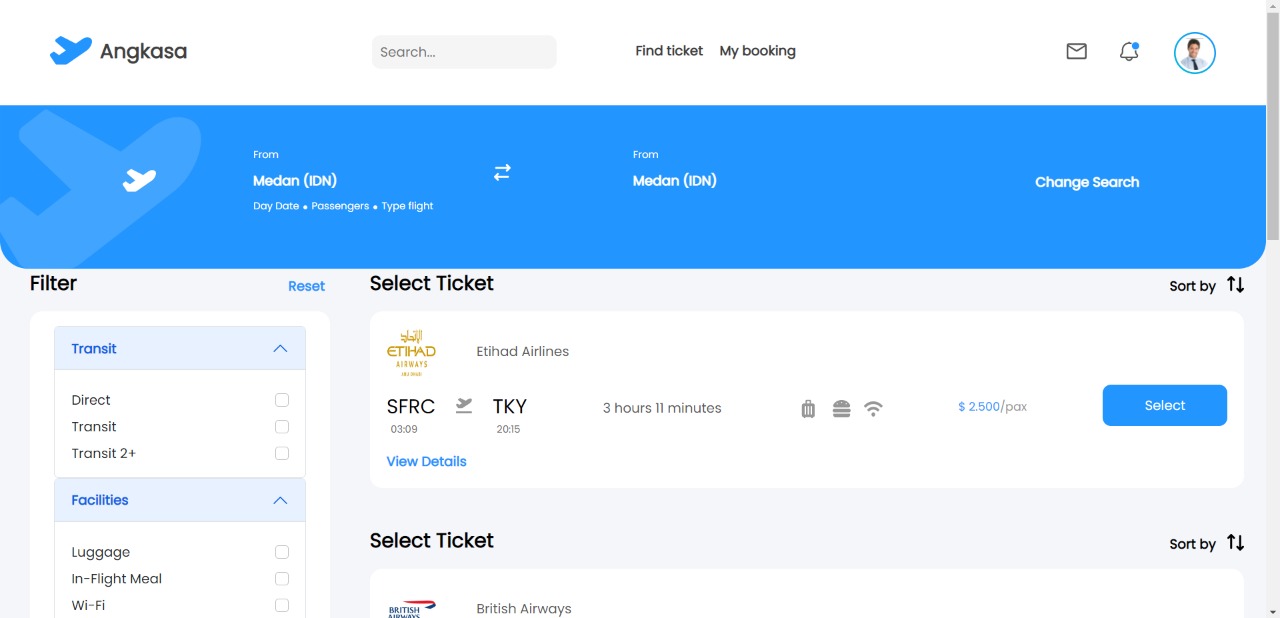 Angkasa
Search...
Find ticket
My booking
From
Medan (IDN)
Day Date • Passengers • Type flight
From
Medan (IDN)
Change Search
Filter
Reset
Transit
Direct
Transit
Transit 2+
Facilities
Luggage
In-Flight Meal
Wi-Fi
Select Ticket
Sort by
الإتحاد
ETIHAD
AIRWAYS
ABU DHABI
Etihad Airlines
SFRC
TKY
3 hours 11 minutes
$ 2.500/pax
Select
03:09
20:15
View Details
Select Ticket
Sort by
BRITISH
AIRWAYS
British Airways